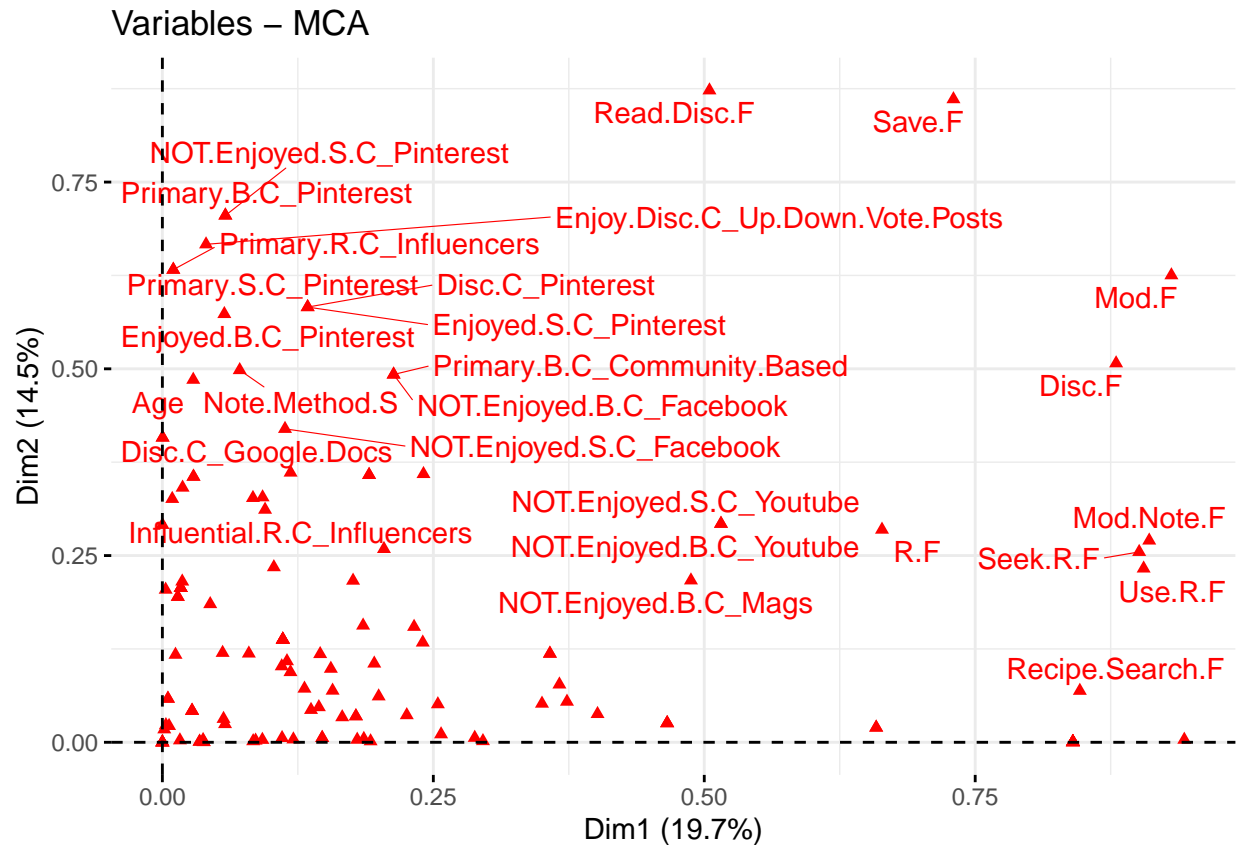 Variables – MCA
Read.Disc.F
Save.F
NOT.Enjoyed.S.C_Pinterest
Primary.B.C_Pinterest
Enjoy.Disc.C_Up.Down.Vote.Posts
Primary.R.C_Influencers
Primary.S.C_Pinterest
Disc.C_Pinterest
Mod.F
Enjoyed.S.C_Pinterest
Enjoyed.B.C_Pinterest
Primary.B.C_Community.Based
Disc.F
Age
Note.Method.S
NOT.Enjoyed.B.C_Facebook
NOT.Enjoyed.S.C_Facebook
Disc.C_Google.Docs
NOT.Enjoyed.S.C_Youtube
Mod.Note.F
Influential.R.C_Influencers
NOT.Enjoyed.B.C_Youtube
R.F
Seek.R.F
Use.R.F
NOT.Enjoyed.B.C_Mags
Recipe.Search.F
0.75
0.50
0.25
0.00
Dim2 (14.5%)
0.00
0.25
0.50
0.75
Dim1 (19.7%)